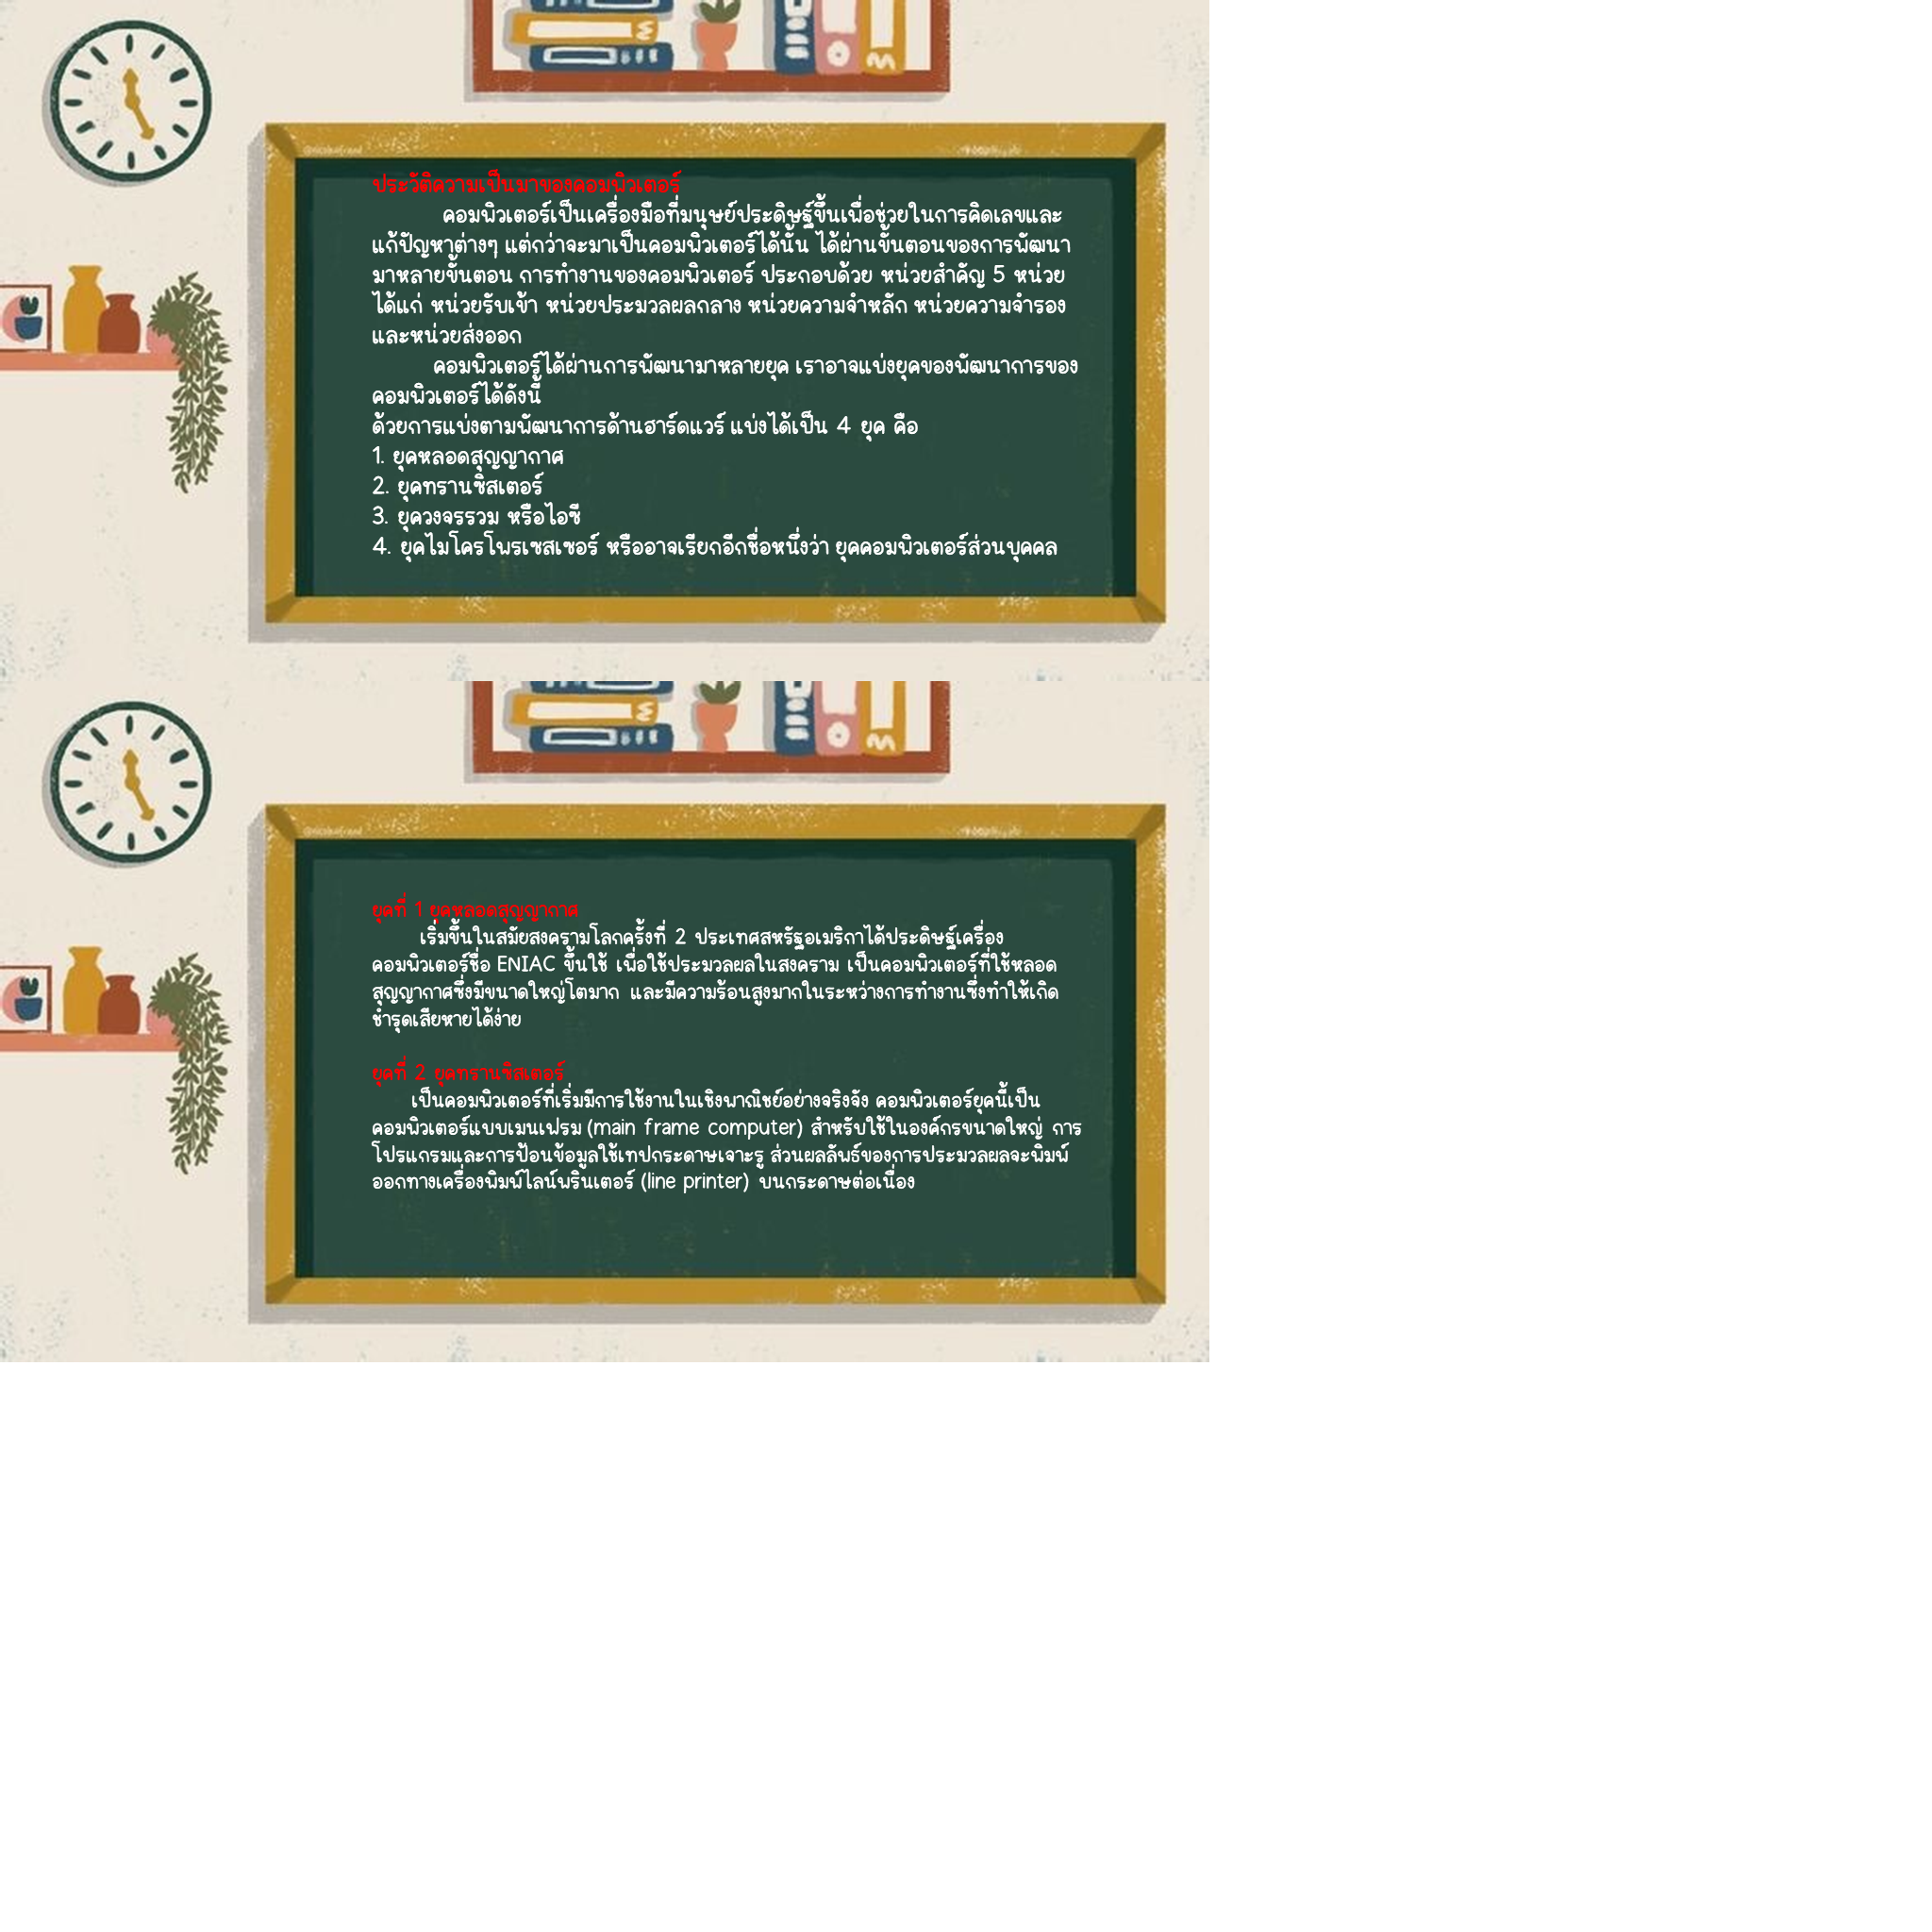 ประวัติความเป็นมาของคอมพิวเตอร์
คอมพิวเตอร์เป็นเครื่องมือที่มนุษย์ประดิษฐ์ขึ้นเพื่อช่วยในการคิดเลขและ
แก้ปัญหาต่างๆ แต่กว่าจะมาเป็นคอมพิวเตอร์ได้นั้น ได้ผ่านขั้นตอนของการพัฒนา
มาหลายขั้นตอน การทำงานของคอมพิวเตอร์ ประกอบด้วย หน่วยสำคัญ 5 หน่วย
ได้แก่ หน่วยรับเข้า หน่วยประมวลผลกลาง หน่วยความจำหลัก หน่วยความจำรอง
และหน่วยส่งออก
คอมพิวเตอร์ได้ผ่านการพัฒนามาหลายยุค เราอาจแบ่งยุคของพัฒนาการของ
คอมพิวเตอร์ได้ดังนี้
ด้วยการแบ่งตามพัฒนาการด้านฮาร์ดแวร์ แบ่งได้เป็น 4 ยุค คือ
1. ยุคหลอดสุญญากาศ
2. ยุคทรานซิสเตอร์
3. ยุควงจรรวม หรือไอซี
4. ยุคไมโครโพรเซสเซอร์ หรืออาจเรียกอีกชื่อหนึ่งว่า ยุคคอมพิวเตอร์ส่วนบุคคล
ยุคที่ 1 ยุคหลอดสุญญากาศ
เริ่มขึ้นในสมัยสงครามโลกครั้งที่ 2 ประเทศสหรัฐอเมริกาได้ประดิษฐ์เครื่อง
คอมพิวเตอร์ชื่อ ENIAC ขึ้นใช้ เพื่อใช้ประมวลผลในสงคราม เป็นคอมพิวเตอร์ที่ใช้หลอด
สุญญากาศซึ่งมีขนาดใหญ่โตมาก และมีความร้อนสูงมากในระหว่างการทำงานซึ่งทำให้เกิด
ชำรุดเสียหายได้ง่าย
ยุคที่ 2 ยุคทรานซิสเตอร์
เป็นคอมพิวเตอร์ที่เริ่มมีการใช้งานในเชิงพาณิชย์อย่างจริงจัง คอมพิวเตอร์ยุคนี้เป็น
คอมพิวเตอร์แบบเมนเฟรม (main frame computer) สำหรับใช้ในองค์กรขนาดใหญ่ การ
โปรแกรมและการป้อนข้อมูลใช้เทปกระดาษเจาะรู ส่วนผลลัพธ์ของการประมวลผลจะพิมพ์
ออกทางเครื่องพิมพ์ไลน์พรินเตอร์ (line printer) บนกระดาษต่อเนื่อง